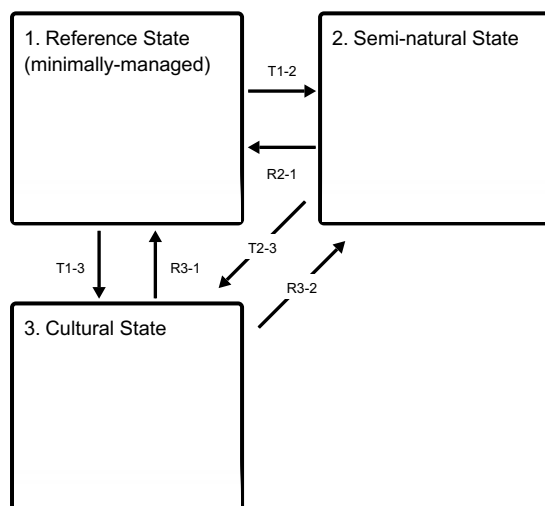 1. Reference State
(minimally-managed)
2. Semi-natural State
T1-2
R2-1
T1-3
R3-1
T2-3
R3-2
3. Cultural State